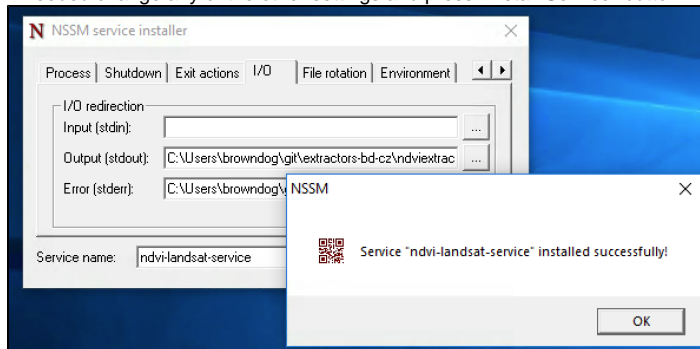 NSSM service installer
Process Shutdown Exit actions I/O File rotation Environment
I/O redirection
Input (stdin):
...
Output (stdout): C:\Users\browndog\git\extractors-bd-cz\ndviextrac ...
Error (stderr): C:\Users\browndog\
Service name: ndvi-landsat-service
NSSM
Service "ndvi-landsat-service" installed successfully!
OK